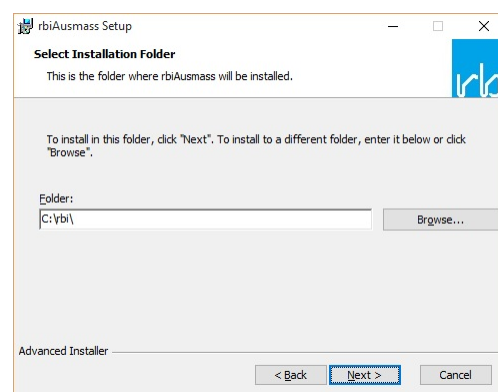 rbiAusmass Setup
Select Installation Folder
This is the folder where rbiAusmass will be installed.
rb
To install in this folder, click "Next". To install to a different folder, enter it below or click
"Browse".
Folder:
C:\rbi\
Browse...
Advanced Installer
< Back Next > Cancel